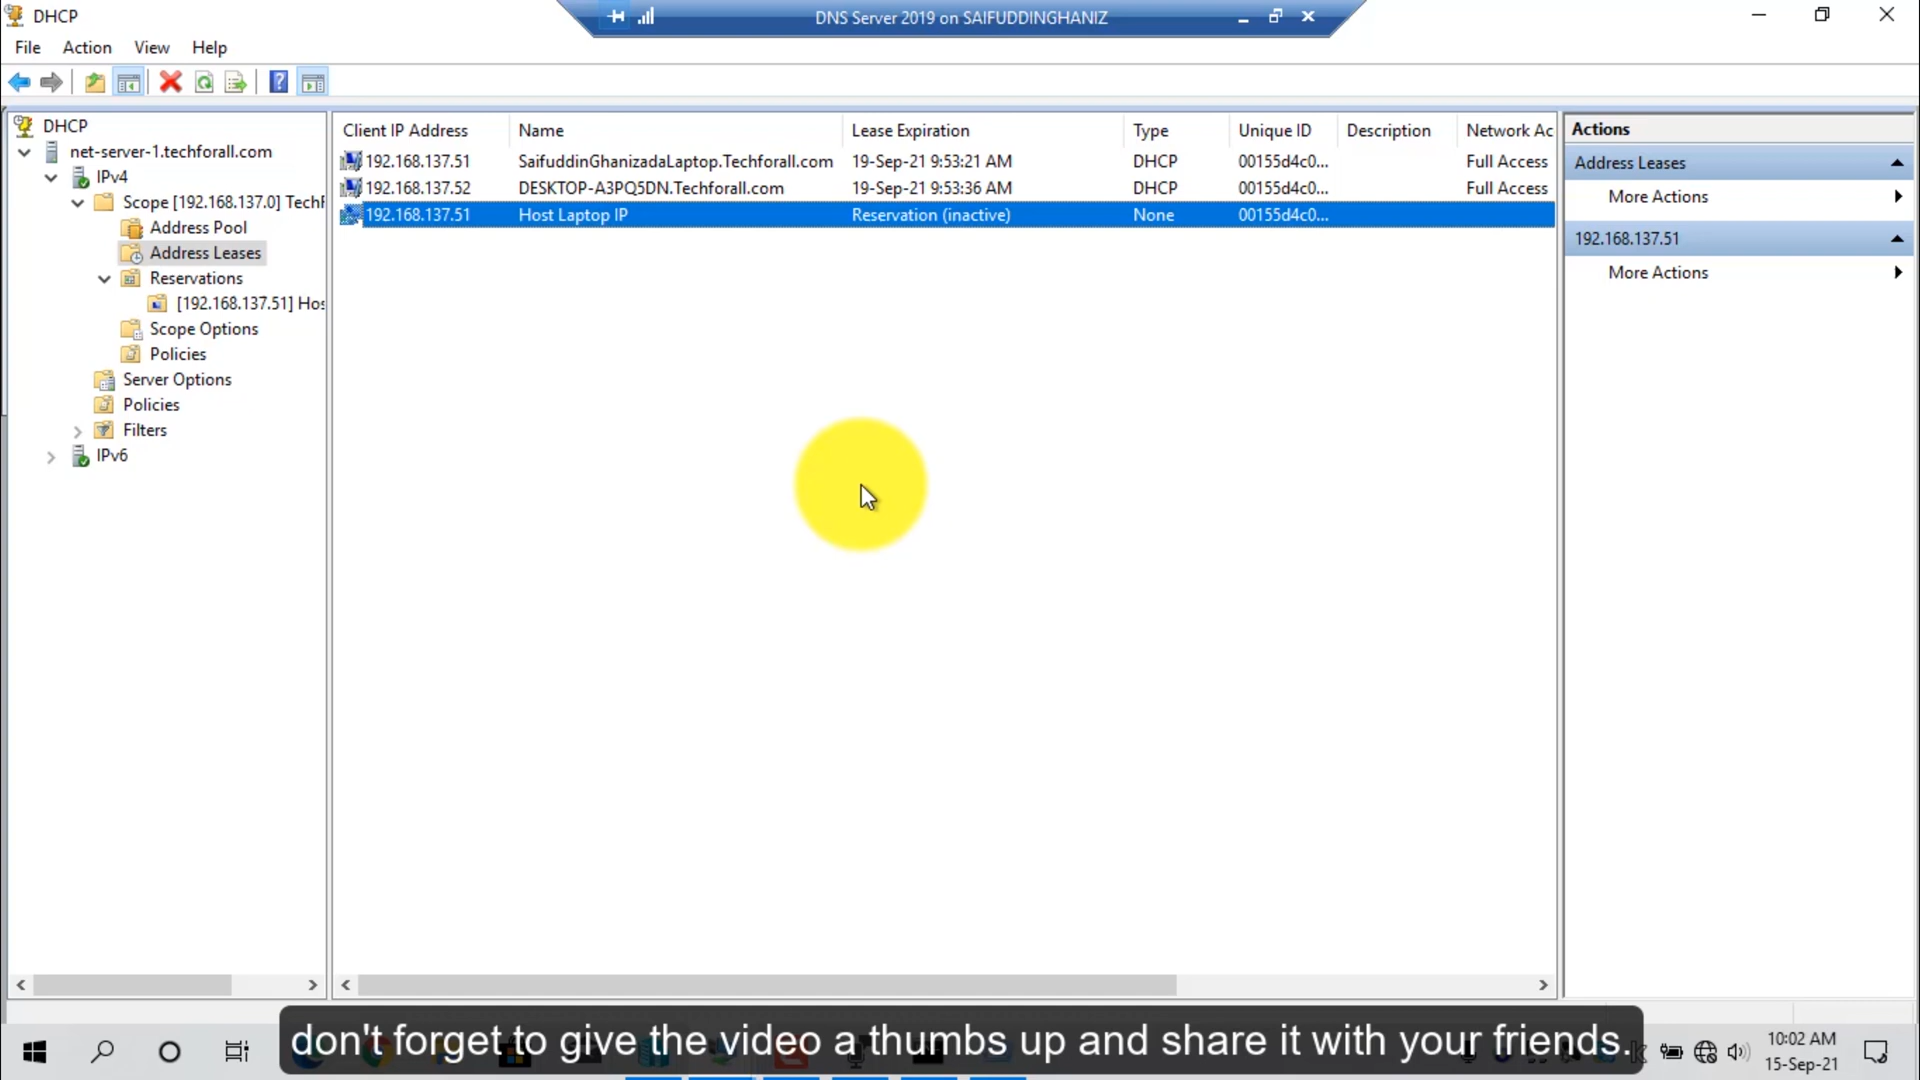 DHCP
DNS Server 2019 on SAIFUDDINGHANIZ
File Action View Help
DHCP
net-server-1.techforall.com
IPv4
Scope [192.168.137.0] TechF
Address Pool
Address Leases
Reservations
[192.168.137.51] Hos
Scope Options
Policies
Server Options
Policies
Filters
IPv6
Client IP Address Name Lease Expiration Type Unique ID Description Network Ac
192.168.137.51 SaifuddinGhanizadaLaptop.Techforall.com 19-Sep-21 9:53:21 AM DHCP 00155d4c0... Full Access
192.168.137.52 DESKTOP-A3PQ5DN.Techforall.com 19-Sep-21 9:53:36 AM DHCP 00155d4c0... Full Access
192.168.137.51 Host Laptop IP Reservation (inactive) None 00155d4c0...
Actions
Address Leases
More Actions
192.168.137.51
More Actions
don't forget to give the video a thumbs up and share it with your friends.
10:02 AM
15-Sep-21